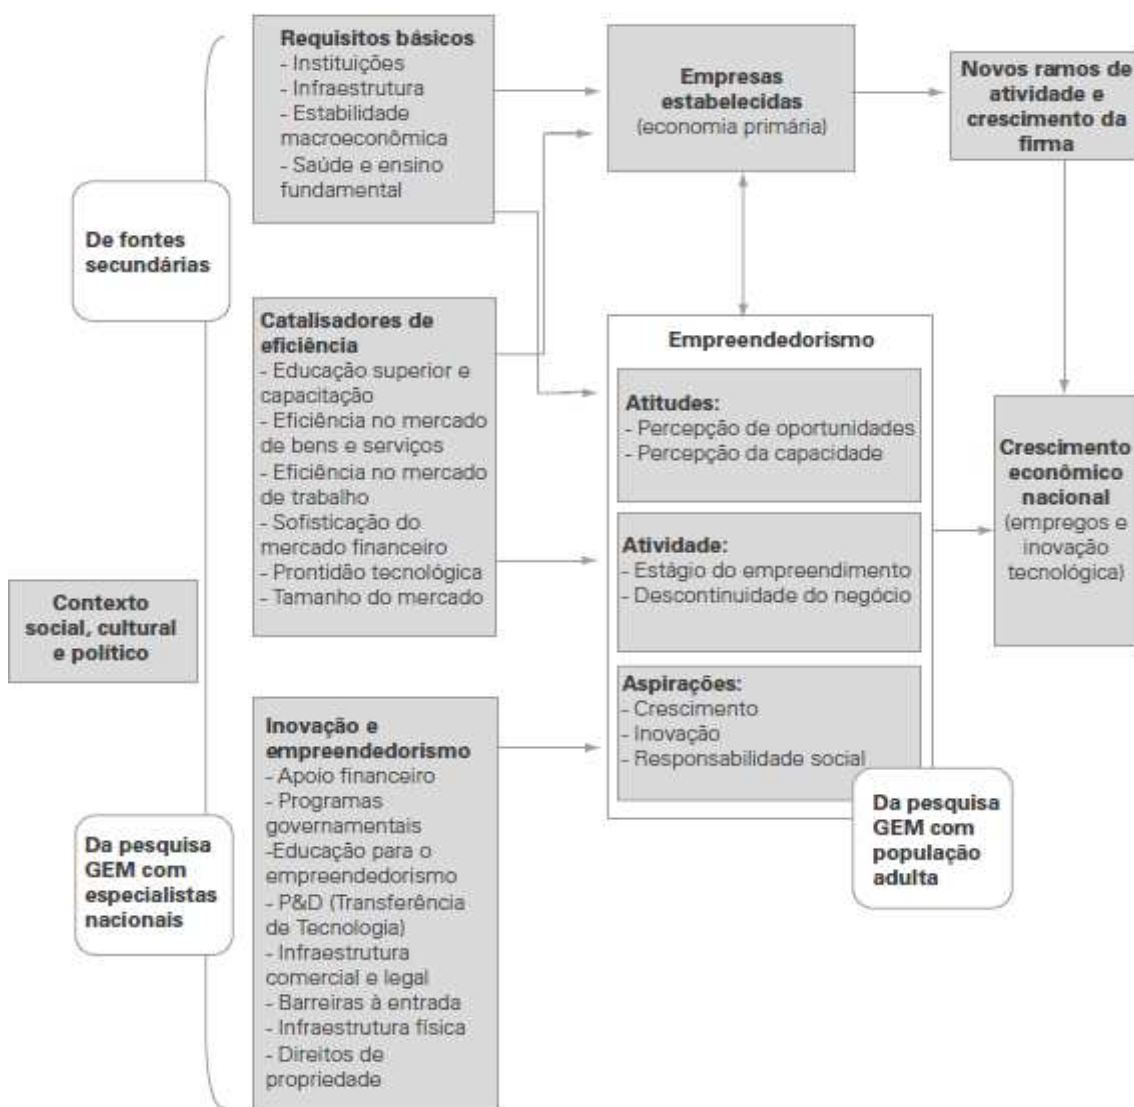 Requisitos básicos
- Instituições
- Infraestrutura
- Estabilidade
macroeconômica
- Saúde e ensino
fundamental
Empresas
estabelecidas
(economia primária)
Novos ramos de
atividade e
crescimento da
firma
De fontes
secundárias
Catalisadores de
eficiência
- Educação superior e
capacitação
- Eficiência no mercado
de bens e serviços
- Eficiência no mercado
de trabalho
- Sofisticação do
mercado financeiro
- Prontidão tecnológica
- Tamanho do mercado
Empreendedorismo
Atitudes:
- Percepção de oportunidades
- Percepção da capacidade
Atividade:
- Estágio do empreendimento
- Descontinuidade do negócio
Aspirações:
- Crescimento
- Inovação
- Responsabilidade social
Crescimento
econômico
nacional
(empregos e
inovação
tecnológica)
Contexto
social, cultural
e político
Inovação e
empreendedorismo
- Apoio financeiro
- Programas
governamentais
-Educação para o
empreendedorismo
- P&D (Transferência
de Tecnologia)
- Infraestrutura
comercial e legal
- Barreiras à entrada
- Infraestrutura física
- Direitos de
propriedade
Da pesquisa
GEM com
especialistas
nacionais
Da pesquisa
GEM com
população
adulta